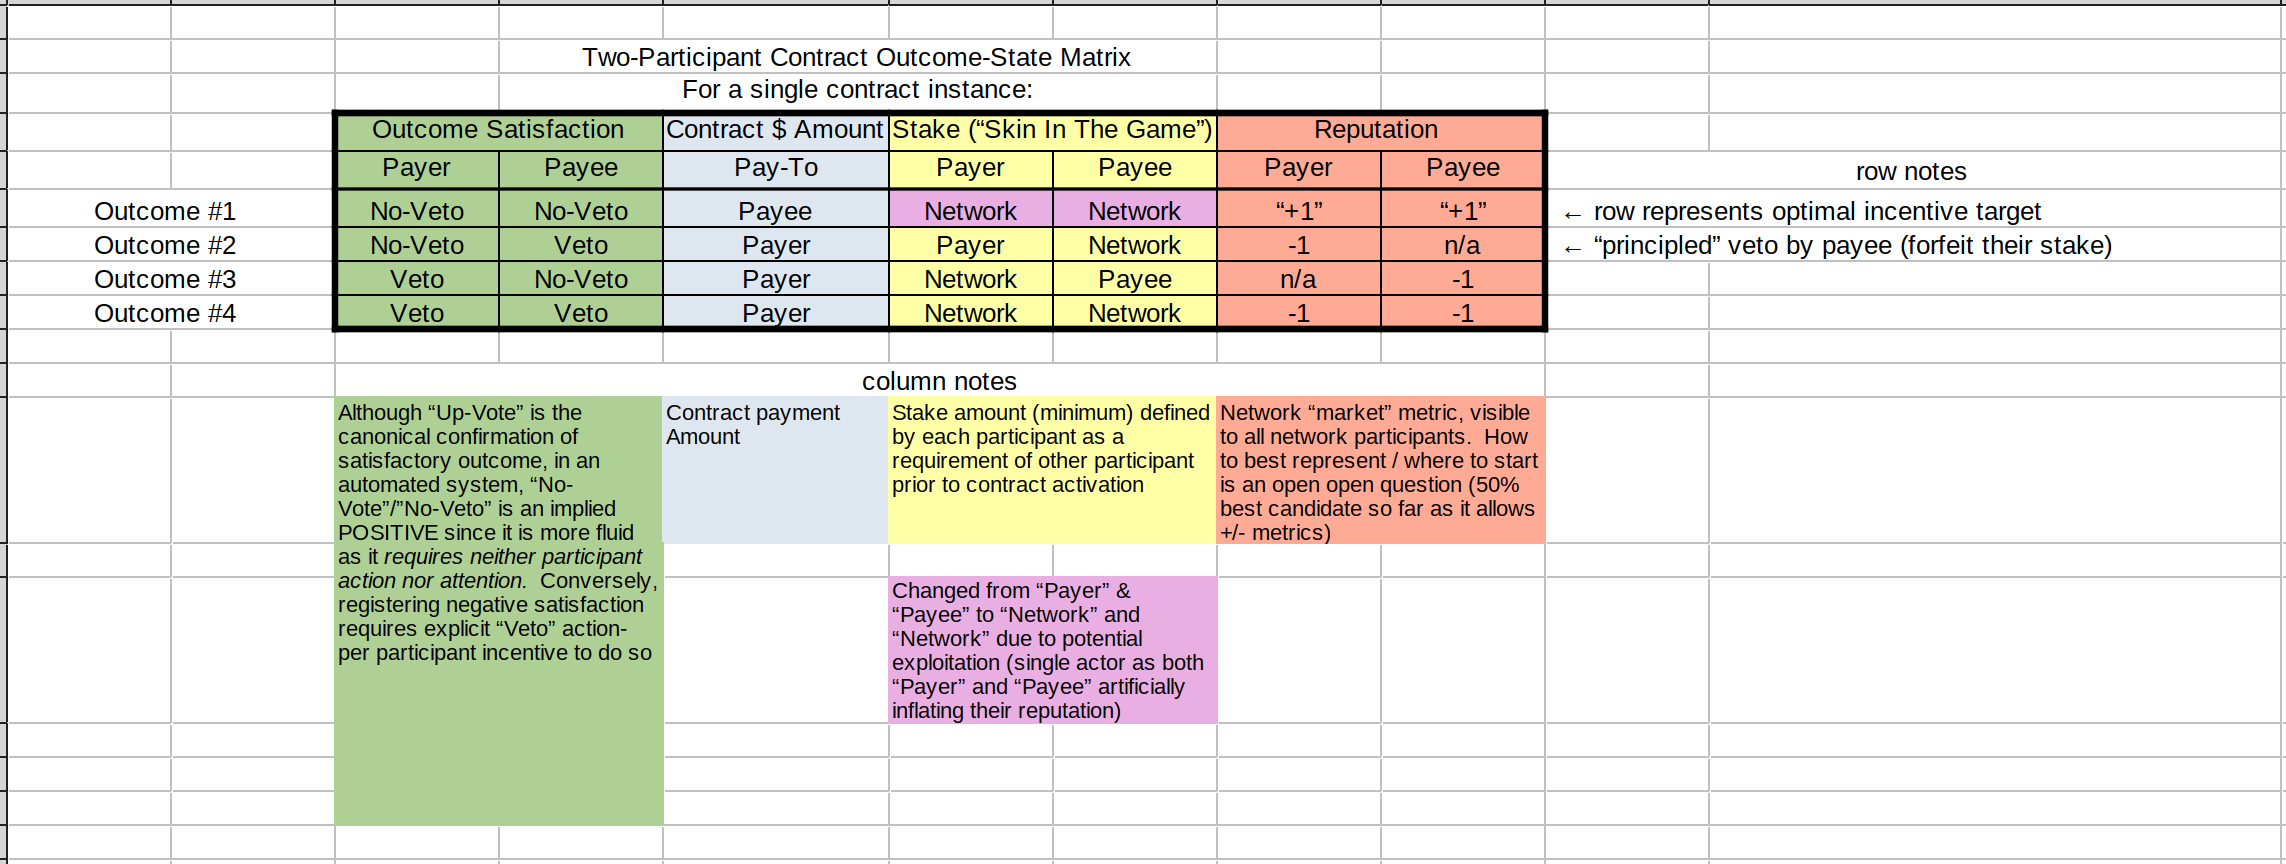 Two-Participant Contract Outcome-State Matrix
For a single contract instance:
Outcome Satisfaction Contract $ Amount Stake (“Skin In The Game”) Reputation
Payer Payee Pay-To Payer Payee Payer Payee row notes
Outcome #1 No-Veto No-Veto Payee Network Network “+1” “+1” ← row represents optimal incentive target
Outcome #2 No-Veto Veto Payer Payer Network -1 n/a ← “principled” veto by payee (forfeit their stake)
Outcome #3 Veto No-Veto Payer Network Payee n/a -1
Outcome #4 Veto Veto Payer Network Network -1 -1
column notes
Although “Up-Vote” is the
canonical confirmation of
satisfactory outcome, in an
automated system, “No-
Vote”/”No-Veto” is an implied
POSITIVE since it is more fluid
as it requires neither participant
action nor attention.  Conversely,
registering negative satisfaction
requires explicit “Veto” action-
per participant incentive to do so
Contract payment
Amount
Stake amount (minimum) defined
by each participant as a
requirement of other participant
prior to contract activation
Network “market” metric, visible
to all network participants.  How
to best represent / where to start
is an open open question (50%
best candidate so far as it allows
+/- metrics)
Changed from “Payer” &
“Payee” to “Network” and
“Network” due to potential
exploitation (single actor as both
“Payer” and “Payee” artificially
inflating their reputation)